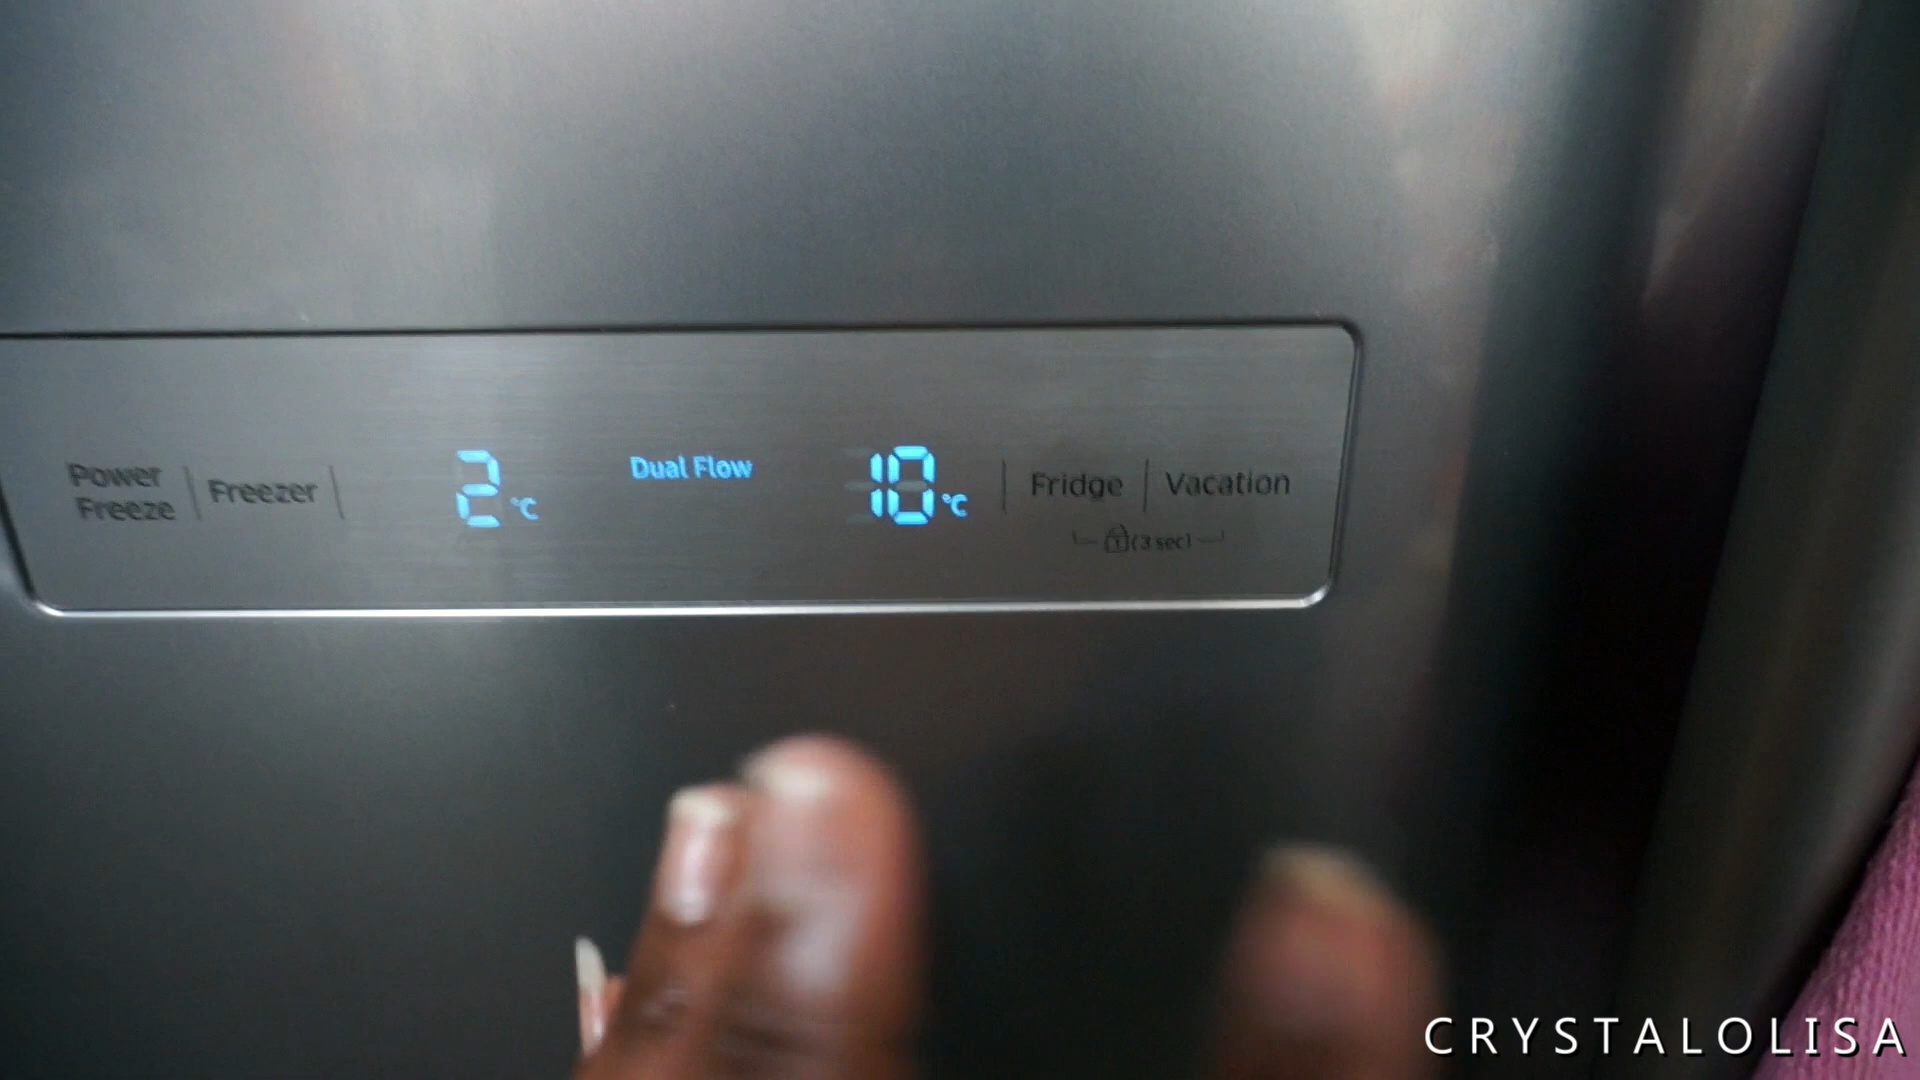 Power
Freeze
Freezer
2 °C
Dual Flow
10 °C
Fridge
Vacation
(3 sec)
CRYSTALOLISA